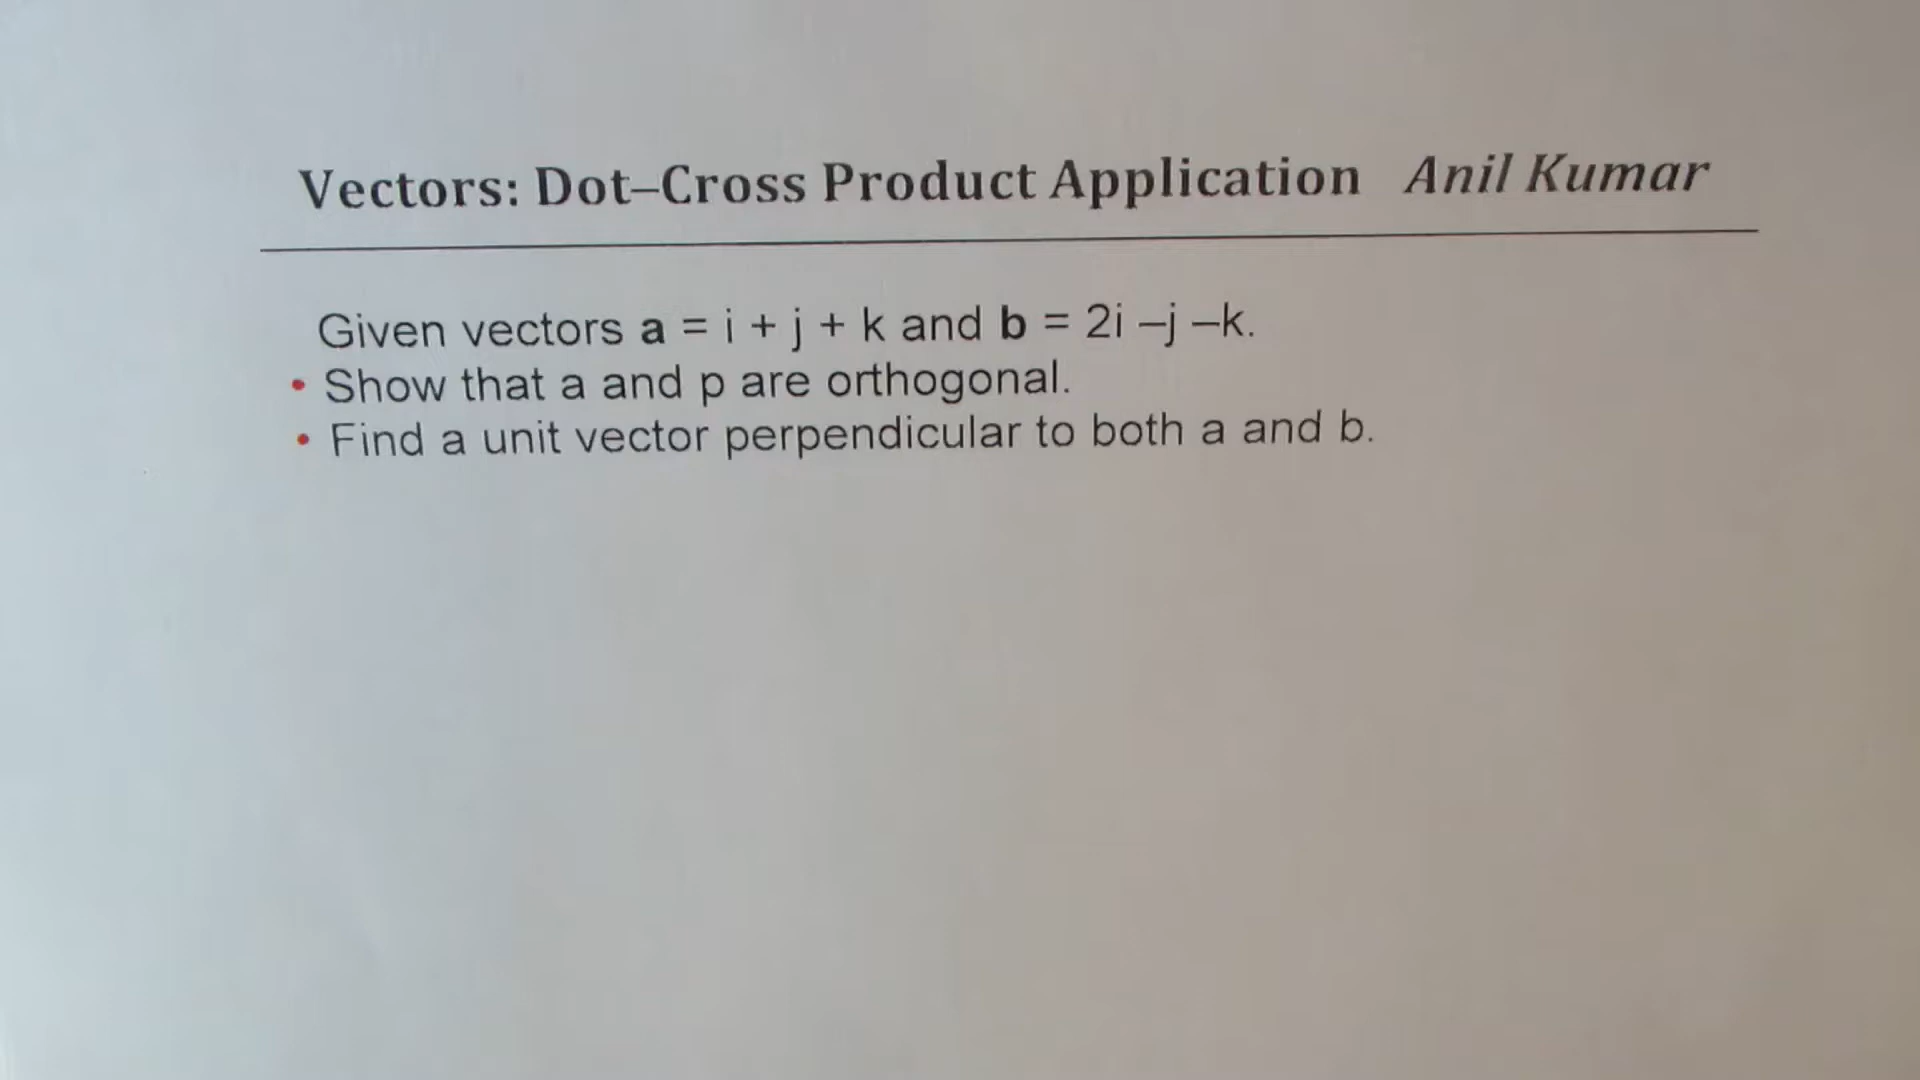 Vectors: Dot–Cross Product Application Anil Kumar
Given vectors a = i + j + k and b = 2i –j –k.
• Show that a and p are orthogonal.
• Find a unit vector perpendicular to both a and b.